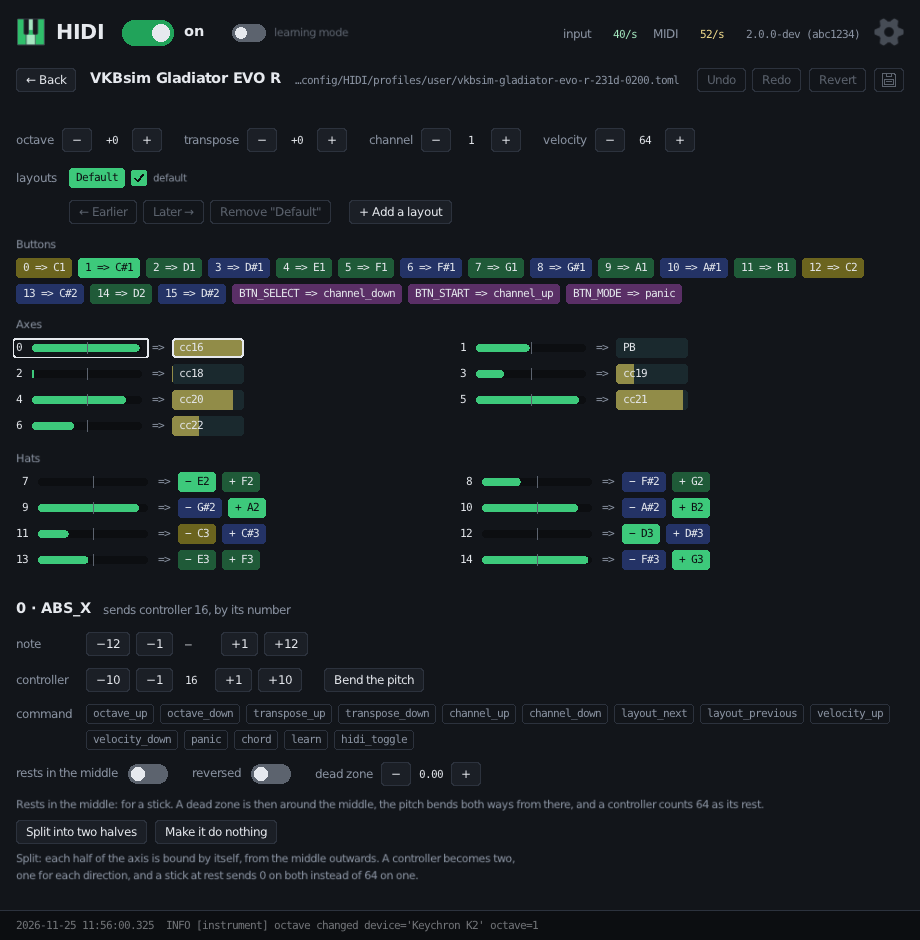 HIDI on learning mode input 40/s MIDI 52/s 2.0.0-dev (abc1234)
← Back VKBsim Gladiator EVO R …config/HIDI/profiles/user/vkbsim-gladiator-evo-r-231d-0200.toml Undo Redo Revert
octave − +0 + transpose − +0 + channel − 1 + velocity − 64 +
layouts Default default
← Earlier Later → Remove "Default" + Add a layout
Buttons
0 => C1 1 => C#1 2 => D1 3 => D#1 4 => E1 5 => F1 6 => F#1 7 => G1 8 => G#1 9 => A1 10 => A#1 11 => B1 12 => C2
13 => C#2 14 => D2 15 => D#2 BTN_SELECT => channel_down BTN_START => channel_up BTN_MODE => panic
Axes
0 => cc16 1 => PB
2 => cc18 3 => cc19
4 => cc20 5 => cc21
6 => cc22
Hats
7 => − E2 + F2 8 => − F#2 + G2
9 => − G#2 + A2 10 => − A#2 + B2
11 => − C3 + C#3 12 => − D3 + D#3
13 => − E3 + F3 14 => − F#3 + G3
0 · ABS_X sends controller 16, by its number
note −12 −1 − +1 +12
controller −10 −1 16 +1 +10 Bend the pitch
command octave_up octave_down transpose_up transpose_down channel_up channel_down layout_next layout_previous velocity_up
velocity_down panic chord learn hidi_toggle
rests in the middle reversed dead zone − 0.00 +
Rests in the middle: for a stick. A dead zone is then around the middle, the pitch bends both ways from there, and a controller counts 64 as its rest.
Split into two halves Make it do nothing
Split: each half of the axis is bound by itself, from the middle outwards. A controller becomes two,
one for each direction, and a stick at rest sends 0 on both instead of 64 on one.
2026-11-25 11:56:00.325 INFO [instrument] octave changed device='Keychron K2' octave=1